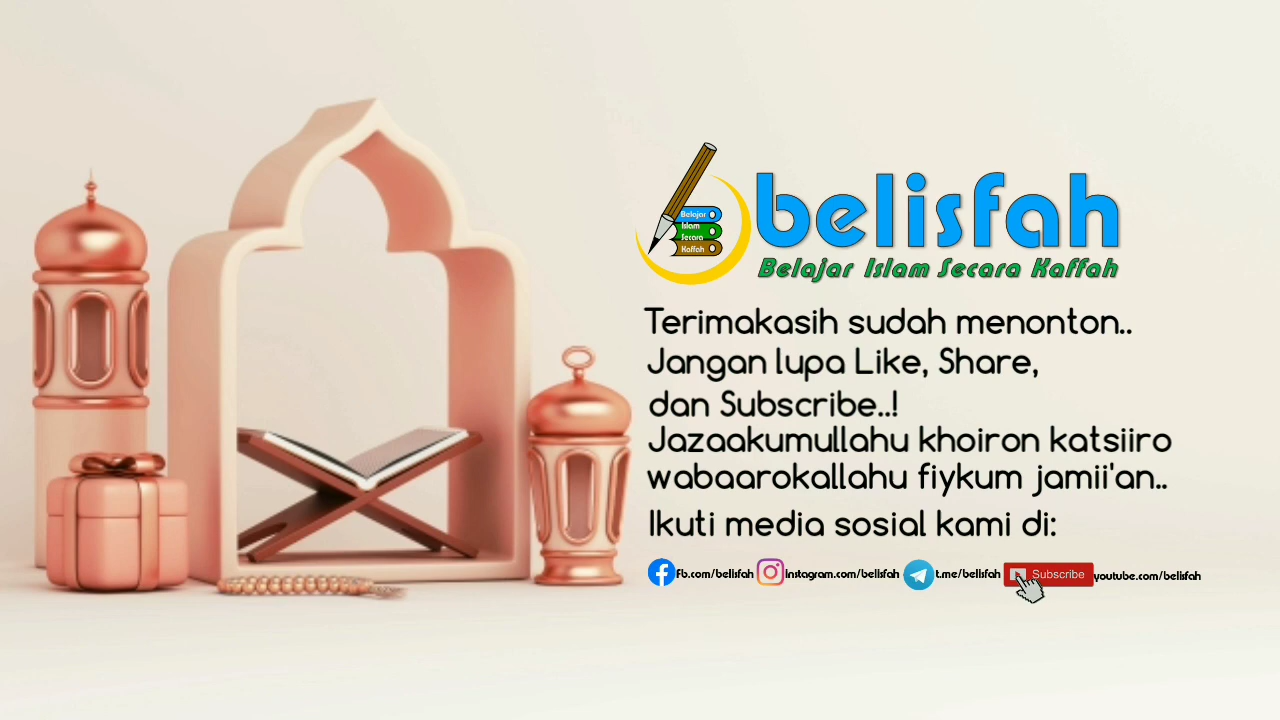 belisfah
Belajar
Islam
Secara
Kaffah
Belajar Islam Secara Kaffah
Terimakasih sudah menonton..
Jangan lupa Like, Share,
dan Subscribe..!
Jazaakumullahu khoiron katsiiro
wabaarokallahu fiykum jamii'an..
Ikuti media sosial kami di:
Fb.com/belisfah Instagram.com/belisfah t.me/belisfah Subscribe youtube.com/belisfah